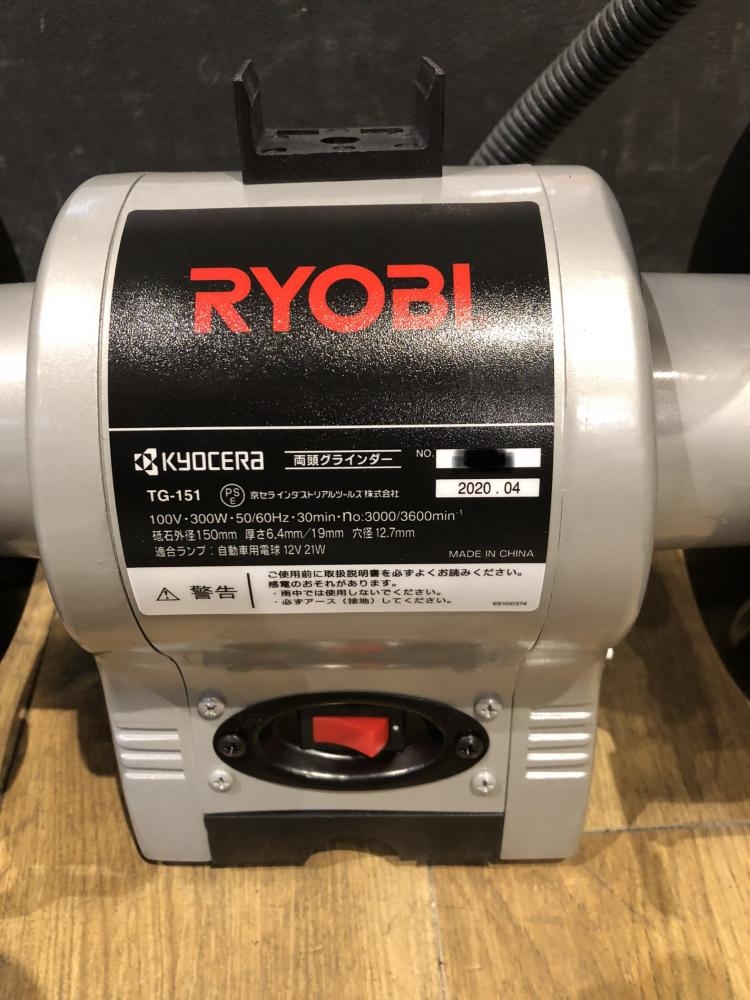 RYOBI
KYOCERA 両頭グラインダー NO.
TG-151 PSE 京セラインダストリアルツールズ株式会社 2020.04
100V・300W・50/60Hz・30min・no:3000/3600min⁻¹
砥石外径150mm 厚さ6.4mm/19mm 穴径12.7mm
適合ランプ：自動車用電球 12V 21W MADE IN CHINA
警告
ご使用前に取扱説明書を必ずよくお読みください。
感電のおそれがあります。
・雨中では使用しないでください。
・必ずアース（接地）してください。
69100374